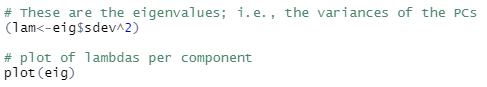 # These are the eigenvalues; i.e., the variances of the PCs
(lam<-eig$sdev^2)
# plot of lambdas per component
plot(eig)